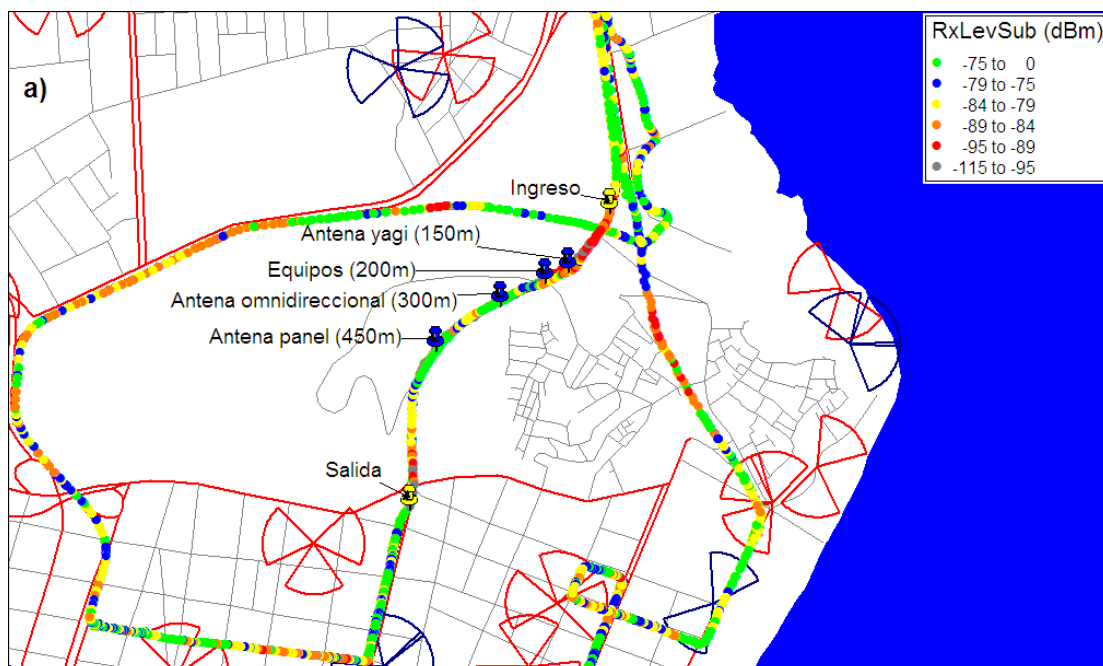 a)
RxLevSub (dBm)
-75 to 0
-79 to -75
-84 to -79
-89 to -84
-95 to -89
-115 to -95
Ingreso
Antena yagi (150m)
Equipos (200m)
Antena omnidireccional (300m)
Antena panel (450m)
Salida